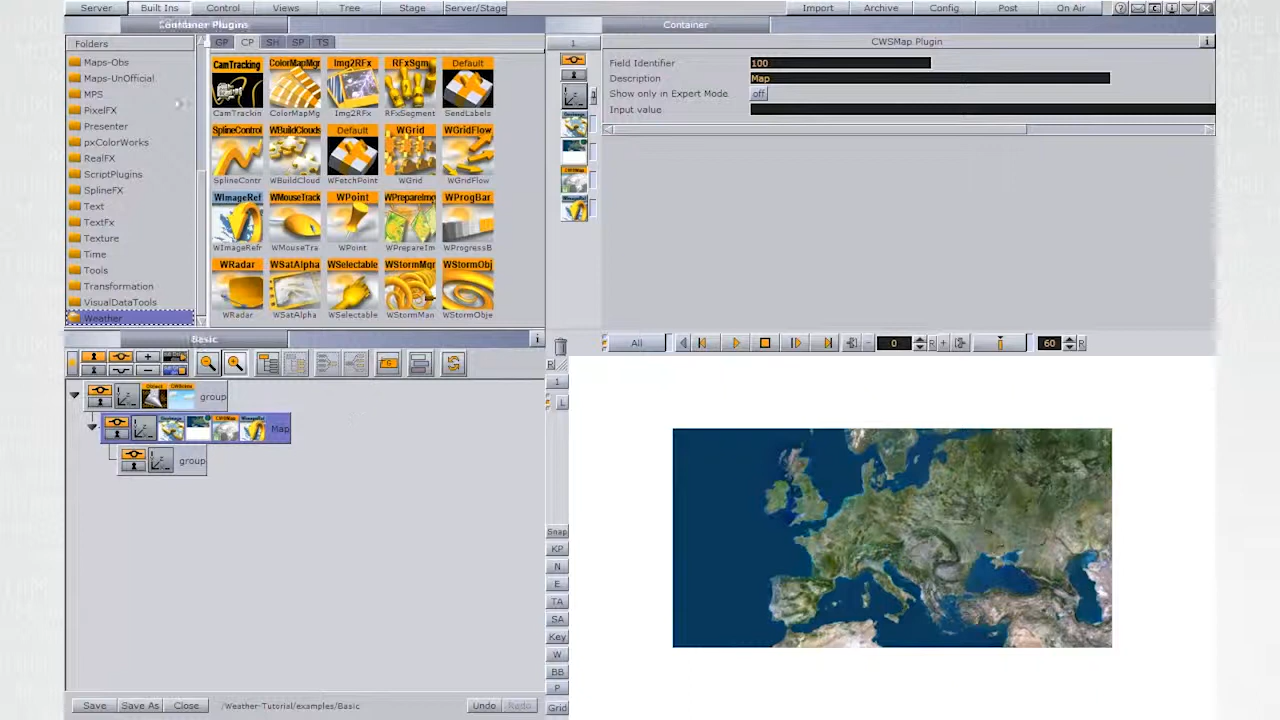 Server Built Ins Control Views Tree Stage Server/Stage Import Archive Config Post On Air
Container Plugins
Container
Folders
GP CP SH SP TS
1
CWSMap Plugin
i
Maps-Obs
Maps-UnOfficial
MPS
PixelFX
Presenter
pxColorWorks
RealFX
ScriptPlugins
SplineFX
Text
TextFx
Texture
Time
Tools
Transformation
VisualDataTools
Weather
CamTracking ColorMapMgr Img2RFx RFxSgm Default
CamTrackin ColorMapMg Img2RFx RFxSegment SendLabels
SplineControl WBuildClouds Default WGrid WGridFlow
SplineContr WBuildCloud WFetchPoint WGrid WGridFlow
WImageRef WMouseTrack WPoint WPrepareImg WProgBar
WImageRefr WMouseTra WPoint WPrepareIm WProgressB
WRadar WSatAlpha WSelectable WStormMgr WStormObj
WRadar WSatAlpha WSelectable WStormMan WStormObje
Field Identifier 100
Description Map
Show only in Expert Mode off
Input value
All 0 R + 60 R
Basic
i
R
1
L
group
Map
group
Snap
KP
N
E
TA
SA
Key
W
BB
P
Grid
Save Save As Close /Weather-Tutorial/examples/Basic Undo Redo